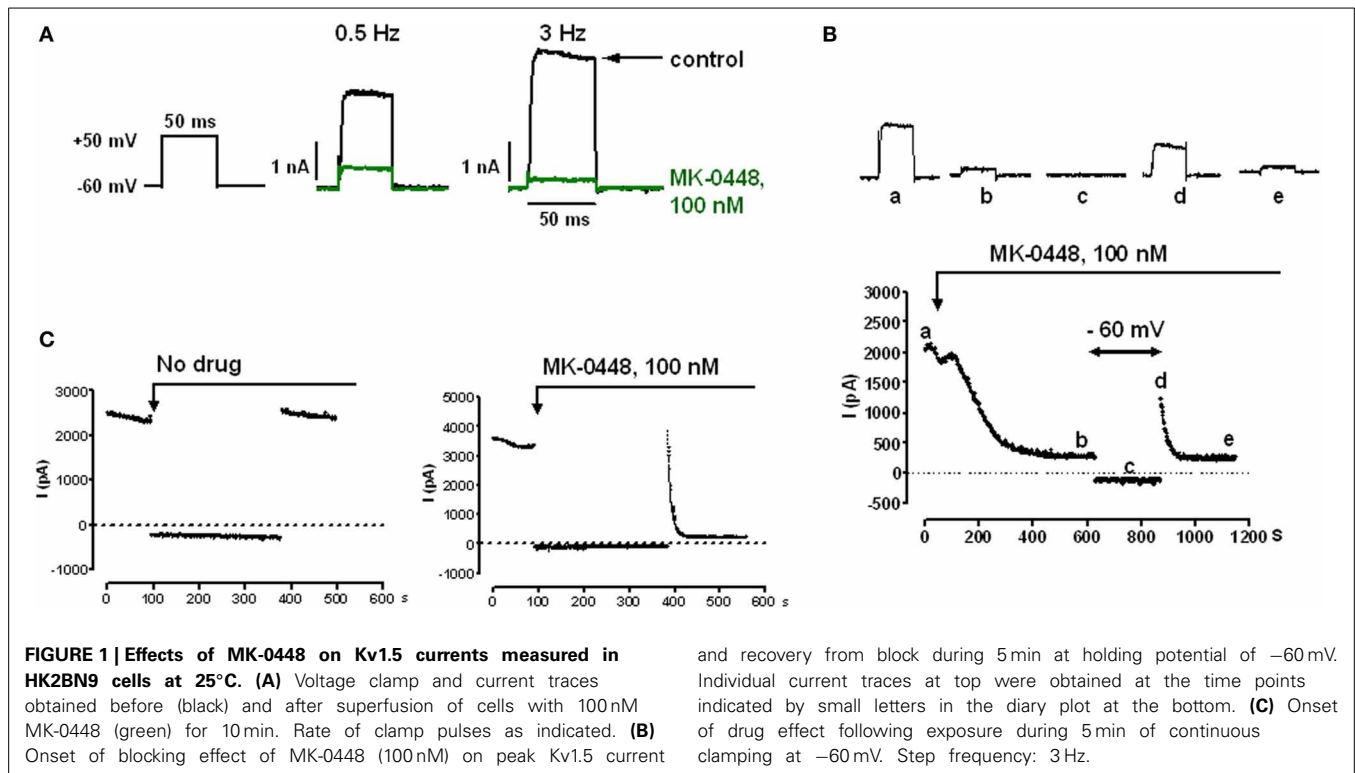 A
0.5 Hz
3 Hz
control
50 ms
+50 mV
-60 mV
1 nA
1 nA
MK-0448,
100 nM
50 ms
B
a
b
c
d
e
MK-0448, 100 nM
3000
2500
2000
1500
1000
500
0
-500
I (pA)
a
- 60 mV
d
b
c
e
0 200 400 600 800 1000 1200 s
C
No drug
3000
2000
1000
0
-1000
I (pA)
0 100 200 300 400 500 600 s
MK-0448, 100 nM
5000
4000
3000
2000
1000
0
-1000
I (pA)
0 100 200 300 400 500 600 s
FIGURE 1 | Effects of MK-0448 on Kv1.5 currents measured in
HK2BN9 cells at 25°C. (A) Voltage clamp and current traces
obtained before (black) and after superfusion of cells with 100 nM
MK-0448 (green) for 10 min. Rate of clamp pulses as indicated. (B)
Onset of blocking effect of MK-0448 (100 nM) on peak Kv1.5 current
and recovery from block during 5 min at holding potential of −60 mV.
Individual current traces at top were obtained at the time points
indicated by small letters in the diary plot at the bottom. (C) Onset
of drug effect following exposure during 5 min of continuous
clamping at −60 mV. Step frequency: 3 Hz.